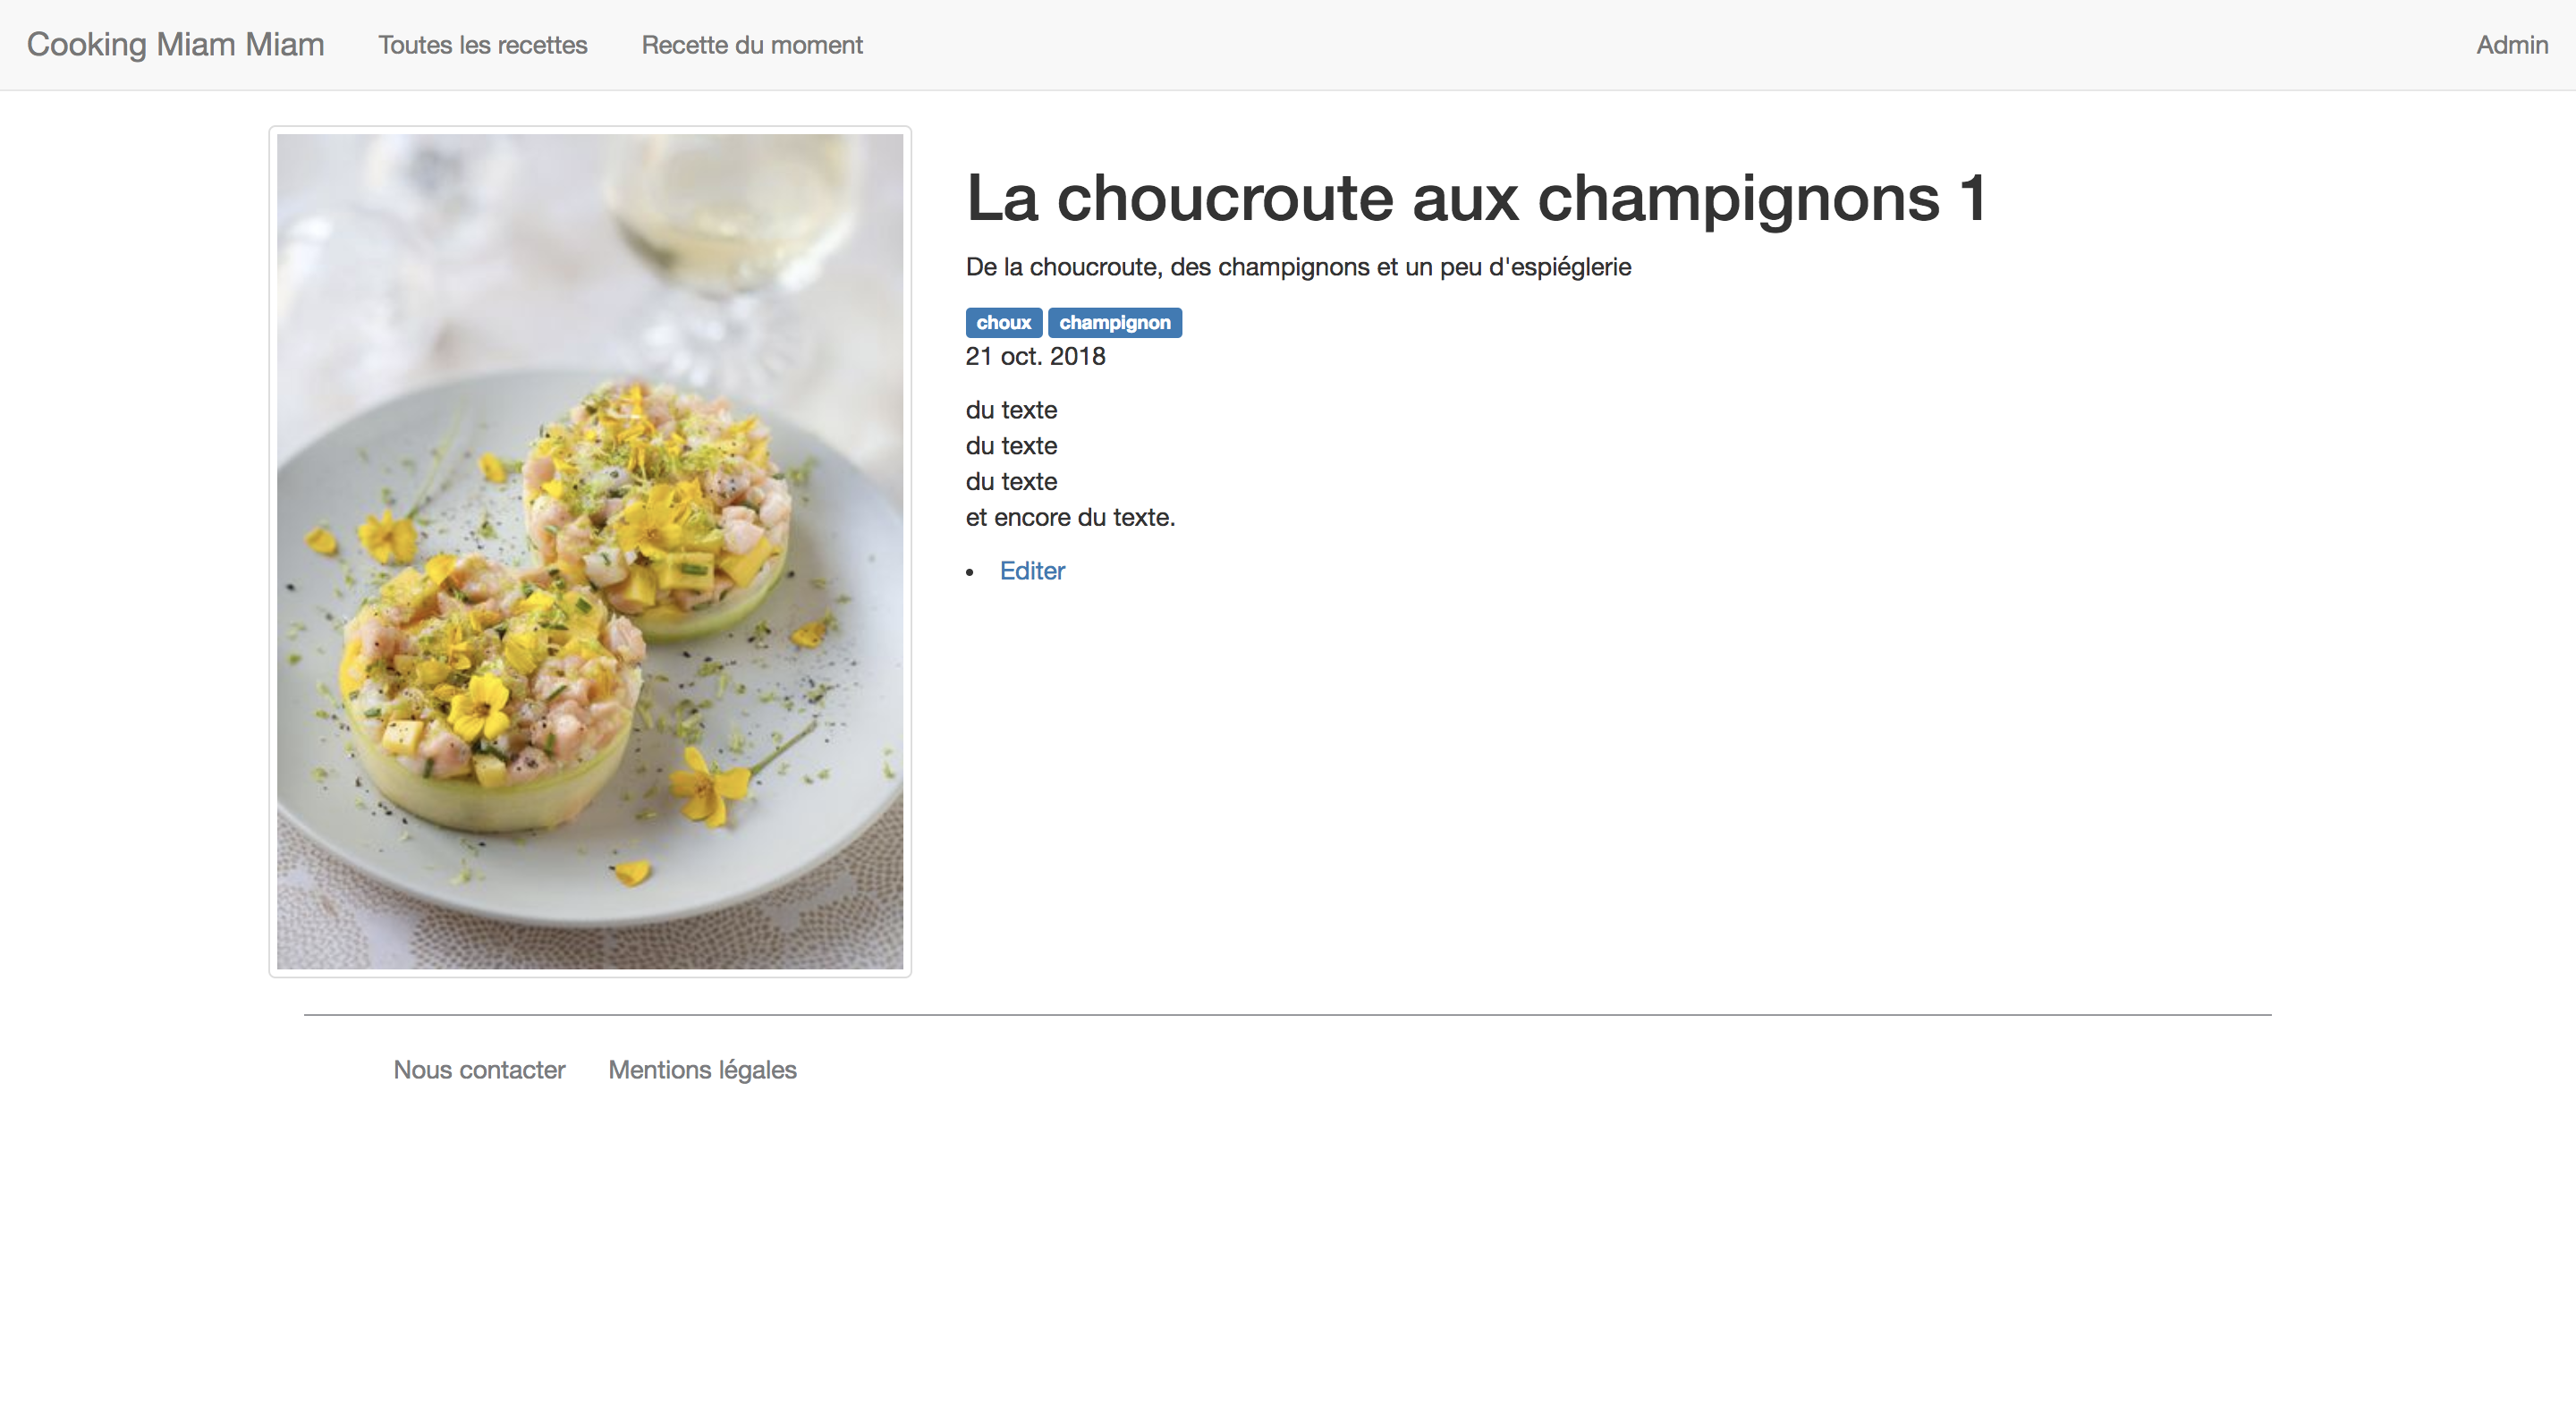 Cooking Miam Miam Toutes les recettes Recette du moment Admin
La choucroute aux champignons 1
De la choucroute, des champignons et un peu d'espiéglerie
choux champignon
21 oct. 2018
du texte
du texte
du texte
et encore du texte.
• Editer
Nous contacter Mentions légales